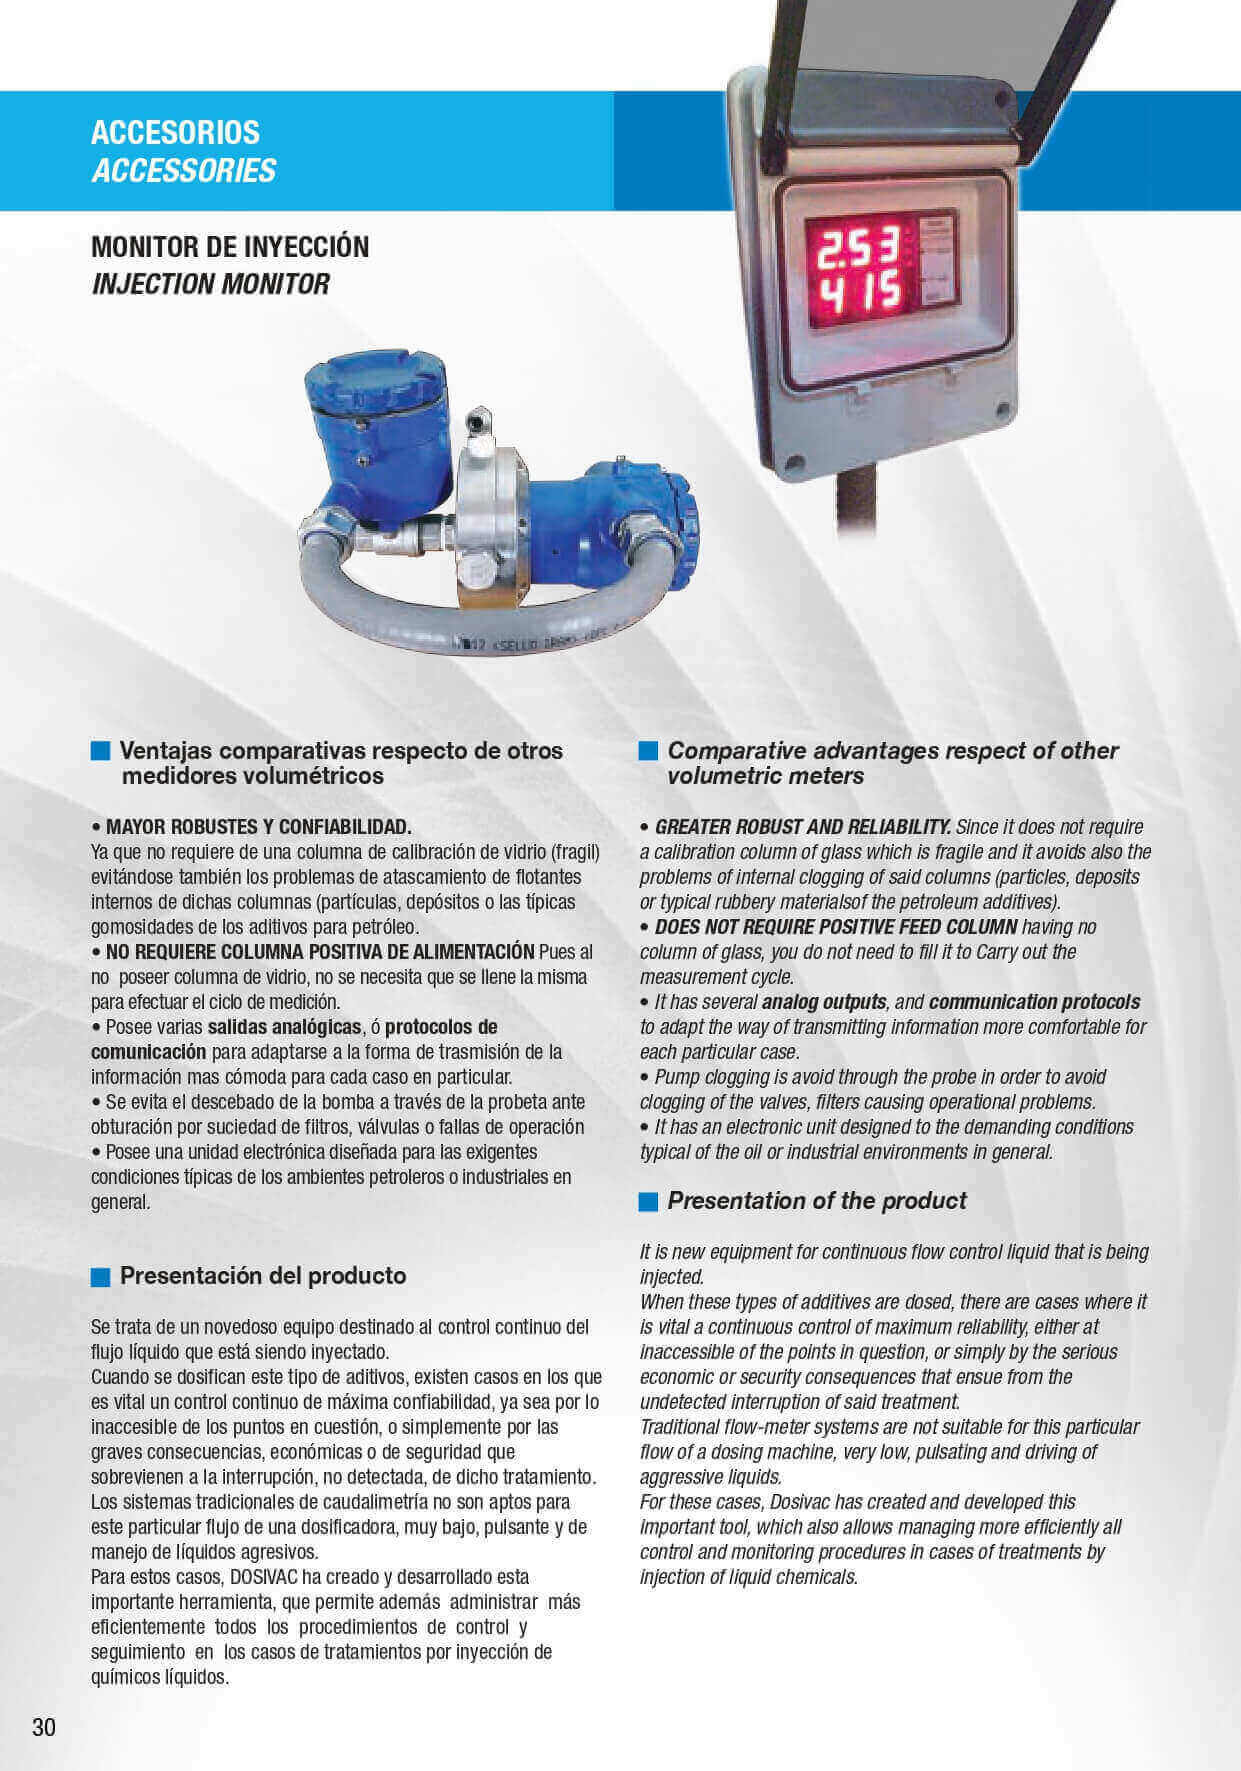 ACCESORIOS
ACCESSORIES
MONITOR DE INYECCIÓN
INJECTION MONITOR
2.53
415
SELLO
Ventajas comparativas respecto de otros
medidores volumétricos
• MAYOR ROBUSTES Y CONFIABILIDAD.
Ya que no requiere de una columna de calibración de vidrio (fragil)
evitándose también los problemas de atascamiento de flotantes
internos de dichas columnas (partículas, depósitos o las típicas
gomosidades de los aditivos para petróleo.
• NO REQUIERE COLUMNA POSITIVA DE ALIMENTACIÓN Pues al
no poseer columna de vidrio, no se necesita que se llene la misma
para efectuar el ciclo de medición.
• Posee varias salidas analógicas, ó protocolos de
comunicación para adaptarse a la forma de trasmisión de la
información mas cómoda para cada caso en particular.
• Se evita el descebado de la bomba a través de la probeta ante
obturación por suciedad de filtros, válvulas o fallas de operación
• Posee una unidad electrónica diseñada para las exigentes
condiciones típicas de los ambientes petroleros o industriales en
general.
Presentación del producto
Se trata de un novedoso equipo destinado al control continuo del
flujo líquido que está siendo inyectado.
Cuando se dosifican este tipo de aditivos, existen casos en los que
es vital un control continuo de máxima confiabilidad, ya sea por lo
inaccesible de los puntos en cuestión, o simplemente por las
graves consecuencias, económicas o de seguridad que
sobrevienen a la interrupción, no detectada, de dicho tratamiento.
Los sistemas tradicionales de caudalimetría no son aptos para
este particular flujo de una dosificadora, muy bajo, pulsante y de
manejo de líquidos agresivos.
Para estos casos, DOSIVAC ha creado y desarrollado esta
importante herramienta, que permite además administrar más
eficientemente todos los procedimientos de control y
seguimiento en los casos de tratamientos por inyección de
químicos líquidos.
Comparative advantages respect of other
volumetric meters
• GREATER ROBUST AND RELIABILITY. Since it does not require
a calibration column of glass which is fragile and it avoids also the
problems of internal clogging of said columns (particles, deposits
or typical rubbery materialsof the petroleum additives).
• DOES NOT REQUIRE POSITIVE FEED COLUMN having no
column of glass, you do not need to fill it to Carry out the
measurement cycle.
• It has several analog outputs, and communication protocols
to adapt the way of transmitting information more comfortable for
each particular case.
• Pump clogging is avoid through the probe in order to avoid
clogging of the valves, filters causing operational problems.
• It has an electronic unit designed to the demanding conditions
typical of the oil or industrial environments in general.
Presentation of the product
It is new equipment for continuous flow control liquid that is being
injected.
When these types of additives are dosed, there are cases where it
is vital a continuous control of maximum reliability, either at
inaccessible of the points in question, or simply by the serious
economic or security consequences that ensue from the
undetected interruption of said treatment.
Traditional flow-meter systems are not suitable for this particular
flow of a dosing machine, very low, pulsating and driving of
aggressive liquids.
For these cases, Dosivac has created and developed this
important tool, which also allows managing more efficiently all
control and monitoring procedures in cases of treatments by
injection of liquid chemicals.
30